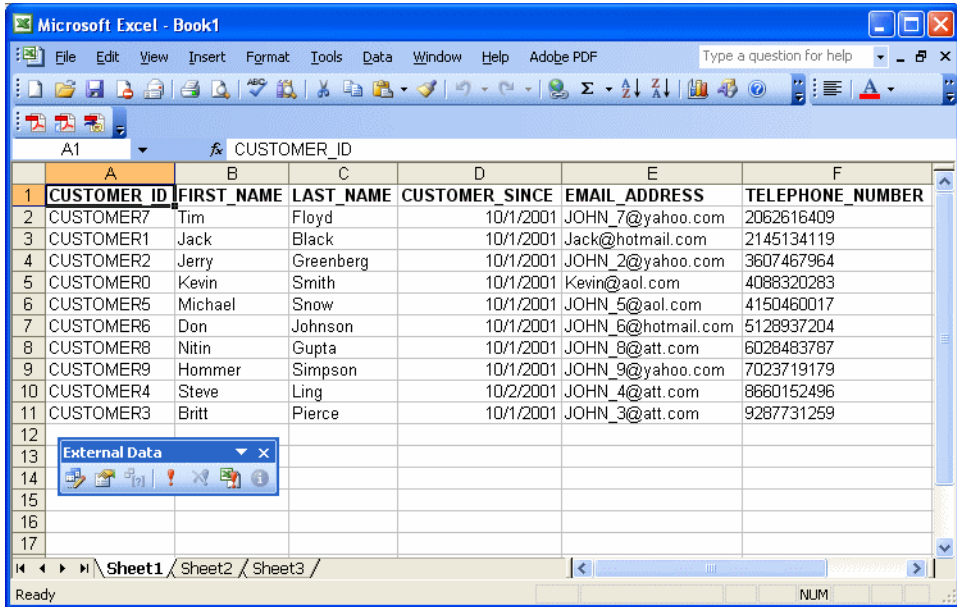 Microsoft Excel - Book1
File Edit View Insert Format Tools Data Window Help Adobe PDF Type a question for help
A1 fx CUSTOMER_ID
A B C D E F
1 CUSTOMER_ID FIRST_NAME LAST_NAME CUSTOMER_SINCE EMAIL_ADDRESS TELEPHONE_NUMBER
2 CUSTOMER7 Tim Floyd 10/1/2001 JOHN_7@yahoo.com 2062616409
3 CUSTOMER1 Jack Black 10/1/2001 Jack@hotmail.com 2145134119
4 CUSTOMER2 Jerry Greenberg 10/1/2001 JOHN_2@yahoo.com 3607467964
5 CUSTOMER0 Kevin Smith 10/1/2001 Kevin@aol.com 4088320283
6 CUSTOMER5 Michael Snow 10/1/2001 JOHN_5@aol.com 4150460017
7 CUSTOMER6 Don Johnson 10/1/2001 JOHN_6@hotmail.com 5128937204
8 CUSTOMER8 Nitin Gupta 10/1/2001 JOHN_8@att.com 6028483787
9 CUSTOMER9 Hommer Simpson 10/1/2001 JOHN_9@yahoo.com 7023719179
10 CUSTOMER4 Steve Ling 10/2/2001 JOHN_4@att.com 8660152496
11 CUSTOMER3 Britt Pierce 10/1/2001 JOHN_3@att.com 9287731259
12
13 External Data
14
15
16
17
Sheet1 Sheet2 Sheet3
Ready NUM